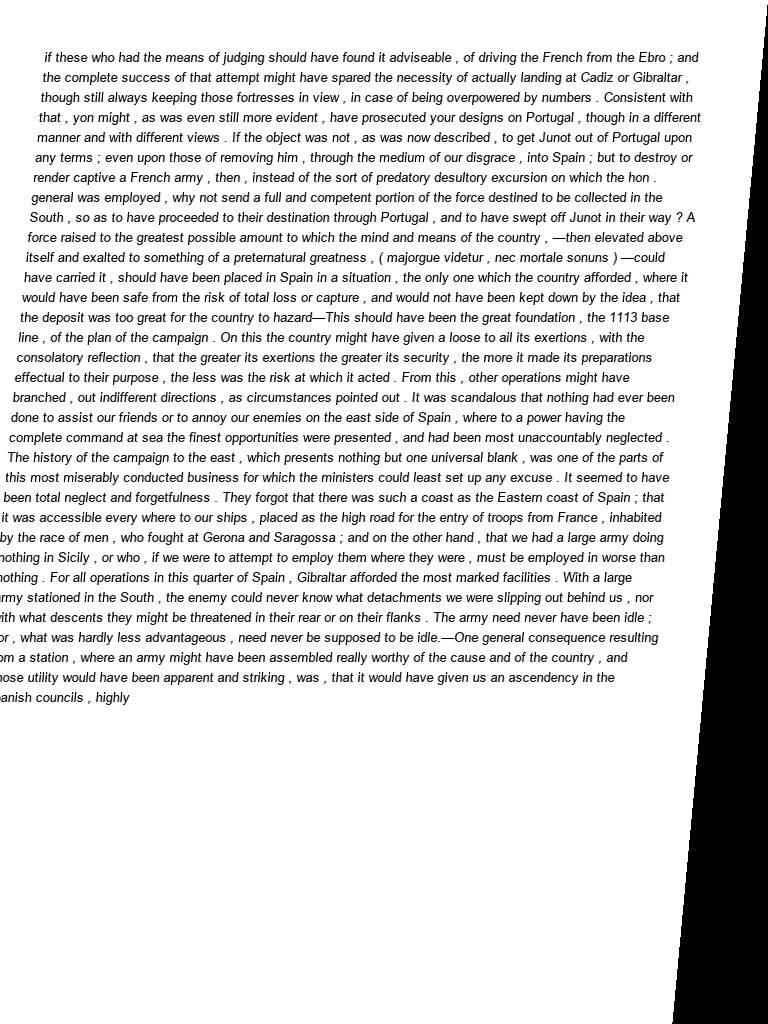 if these who had the means of judging should have found it adviseable , of driving the French from the Ebro ; and
the complete success of that attempt might have spared the necessity of actually landing at Cadiz or Gibraltar ,
though still always keeping those fortresses in view , in case of being overpowered by numbers . Consistent with
that , yon might , as was even still more evident , have prosecuted your designs on Portugal , though in a different
manner and with different views . If the object was not , as was now described , to get Junot out of Portugal upon
any terms ; even upon those of removing him , through the medium of our disgrace , into Spain ; but to destroy or
render captive a French army , then , instead of the sort of predatory desultory excursion on which the hon .
general was employed , why not send a full and competent portion of the force destined to be collected in the
South , so as to have proceeded to their destination through Portugal , and to have swept off Junot in their way ? A
force raised to the greatest possible amount to which the mind and means of the country , —then elevated above
itself and exalted to something of a preternatural greatness , ( majorgue videtur , nec mortale sonuns ) —could
have carried it , should have been placed in Spain in a situation , the only one which the country afforded , where it
would have been safe from the risk of total loss or capture , and would not have been kept down by the idea , that
the deposit was too great for the country to hazard—This should have been the great foundation , the 1113 base
line , of the plan of the campaign . On this the country might have given a loose to ail its exertions , with the
consolatory reflection , that the greater its exertions the greater its security , the more it made its preparations
effectual to their purpose , the less was the risk at which it acted . From this , other operations might have
branched , out indifferent directions , as circumstances pointed out . It was scandalous that nothing had ever been
done to assist our friends or to annoy our enemies on the east side of Spain , where to a power having the
complete command at sea the finest opportunities were presented , and had been most unaccountably neglected .
The history of the campaign to the east , which presents nothing but one universal blank , was one of the parts of
this most miserably conducted business for which the ministers could least set up any excuse . It seemed to have
been total neglect and forgetfulness . They forgot that there was such a coast as the Eastern coast of Spain ; that
it was accessible every where to our ships , placed as the high road for the entry of troops from France , inhabited
by the race of men , who fought at Gerona and Saragossa ; and on the other hand , that we had a large army doing
nothing in Sicily , or who , if we were to attempt to employ them where they were , must be employed in worse than
nothing . For all operations in this quarter of Spain , Gibraltar afforded the most marked facilities . With a large
army stationed in the South , the enemy could never know what detachments we were slipping out behind us , nor
with what descents they might be threatened in their rear or on their flanks . The army need never have been idle ;
or , what was hardly less advantageous , need never be supposed to be idle.—One general consequence resulting
om a station , where an army might have been assembled really worthy of the cause and of the country , and
hose utility would have been apparent and striking , was , that it would have given us an ascendency in the
anish councils , highly